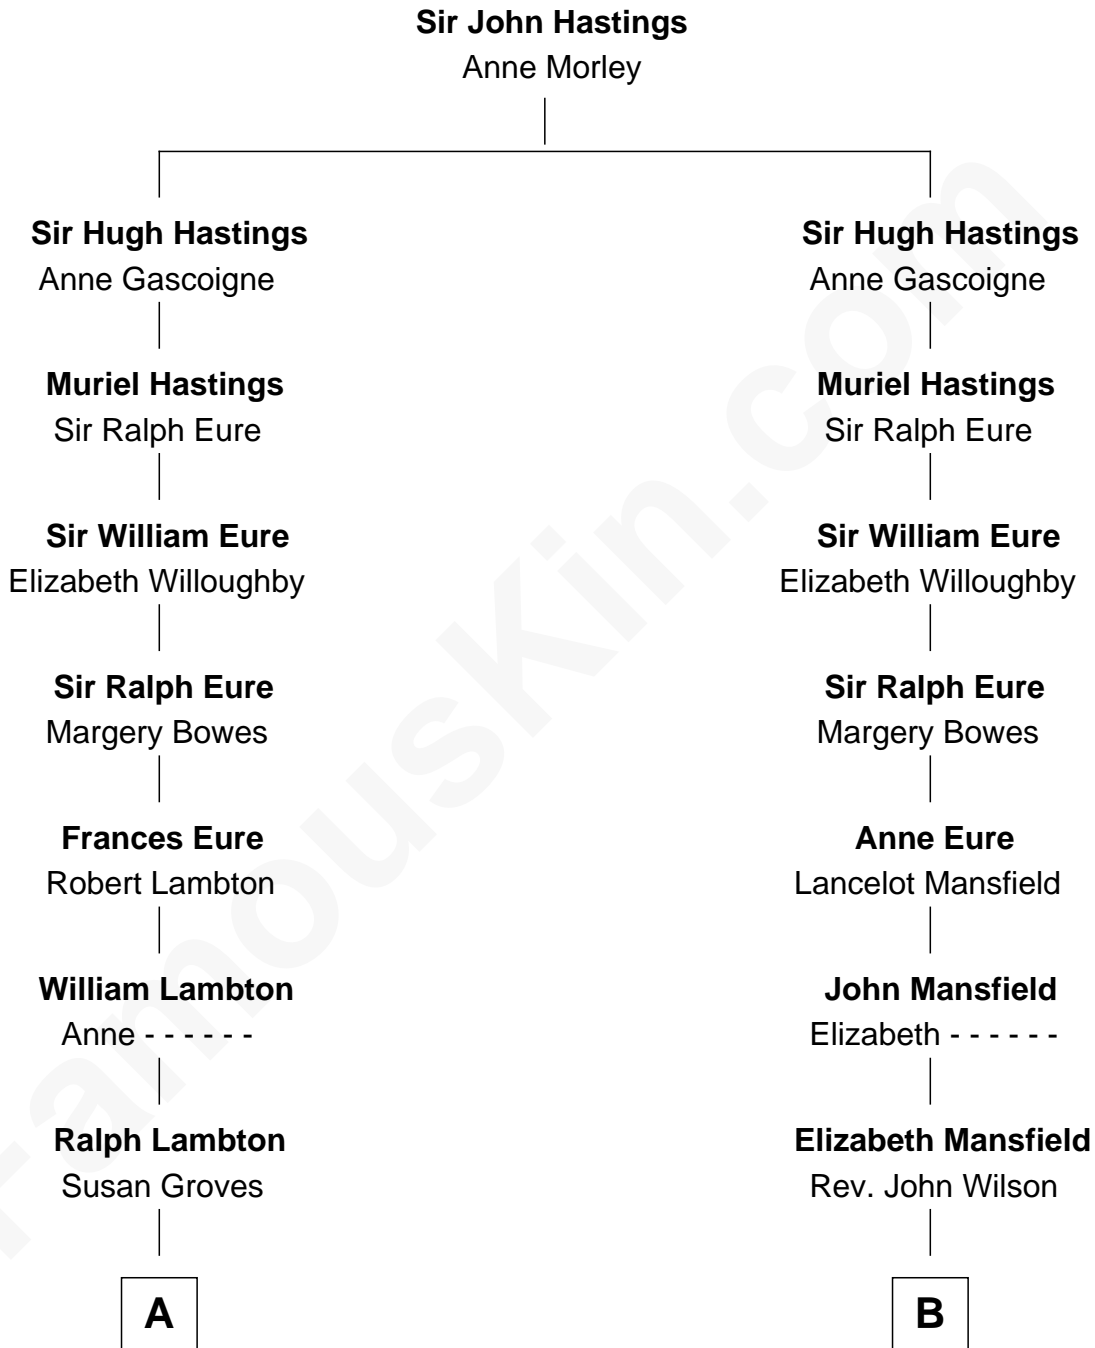 Sir John Hastings
Anne Morley
Sir Hugh Hastings
Anne Gascoigne
Muriel Hastings
Sir Ralph Eure
Sir William Eure
Elizabeth Willoughby
Sir Ralph Eure
Margery Bowes
Frances Eure
Robert Lambton
William Lambton
Anne - - - - - -
Ralph Lambton
Susan Groves
A
Sir Hugh Hastings
Anne Gascoigne
Muriel Hastings
Sir Ralph Eure
Sir William Eure
Elizabeth Willoughby
Sir Ralph Eure
Margery Bowes
Anne Eure
Lancelot Mansfield
John Mansfield
Elizabeth - - - - - -
Elizabeth Mansfield
Rev. John Wilson
B
FamousKin.com